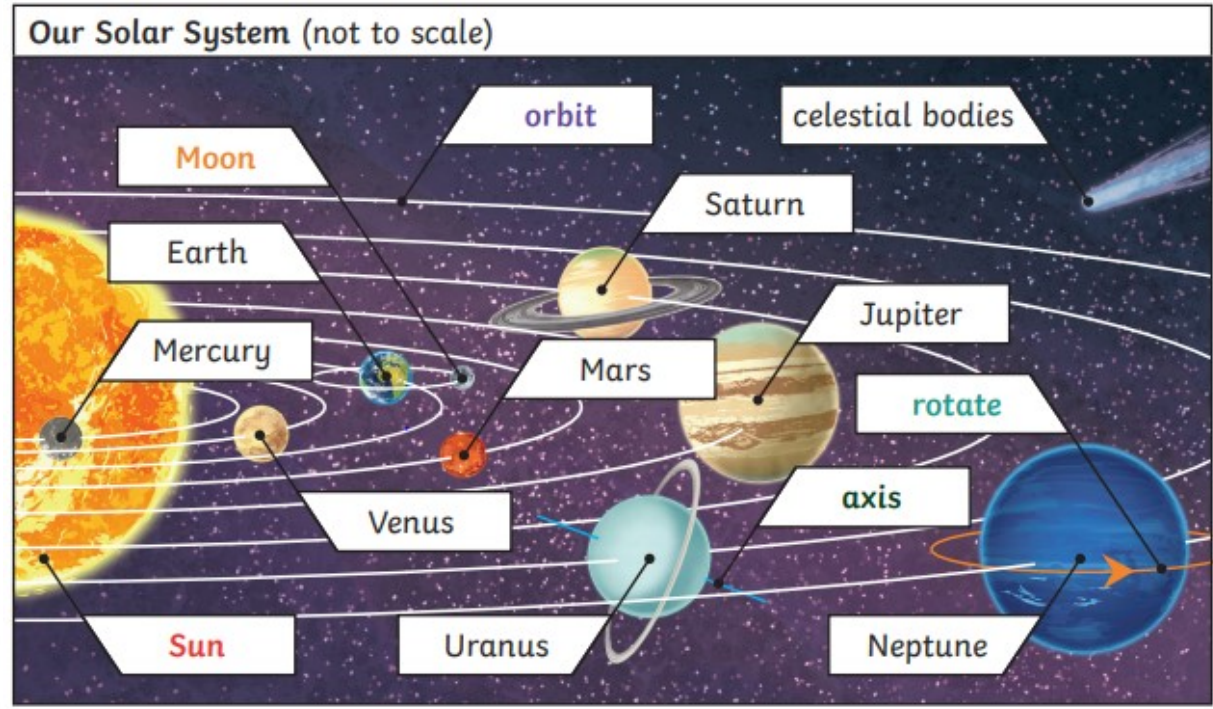 Our Solar System (not to scale)
orbit
celestial bodies
Moon
Saturn
Earth
Jupiter
Mercury
Mars
rotate
axis
Venus
Sun
Uranus
Neptune